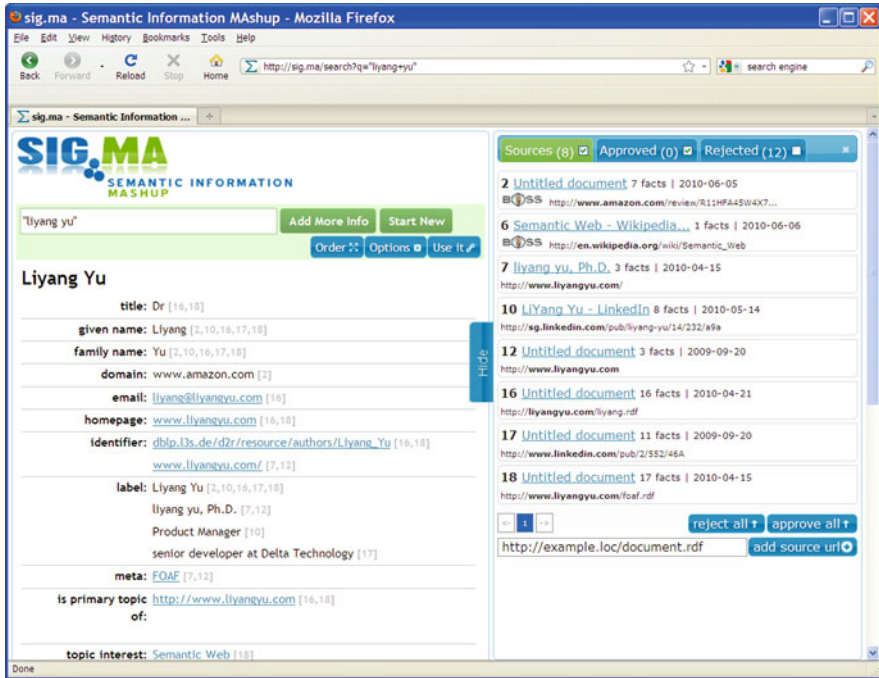 sig.ma - Semantic Information MAshup - Mozilla Firefox
File Edit View History Bookmarks Tools Help
Back Forward Reload Stop Home http://sig.ma/search?q="liyang+yu" search engine
sig.ma - Semantic Information ...
SIG.MA
SEMANTIC INFORMATION
MASHUP
"liyang yu" Add More Info Start New
Order Options Use it
Liyang Yu
title: Dr [16,18]
given name: Liyang [2,10,16,17,18]
family name: Yu [2,10,16,17,18]
domain: www.amazon.com [2]
email: liyang@liyangyu.com [16]
homepage: www.liyangyu.com [16,18]
identifier: dblp.l3s.de/d2r/resource/authors/Liyang_Yu [16,18]
www.liyangyu.com/ [7,12]
label: Liyang Yu [2,10,16,17,18]
liyang yu, Ph.D. [7,12]
Product Manager [10]
senior developer at Delta Technology [17]
meta: FOAF [7,12]
is primary topic http://www.liyangyu.com [16,18]
of:
topic interest: Semantic Web [18]
Hide
Sources (8) Approved (0) Rejected (12)
2 Untitled document 7 facts | 2010-06-05
BOSS http://www.amazon.com/review/R11HFA45W4X7...
6 Semantic Web - Wikipedia... 1 facts | 2010-06-06
BOSS http://en.wikipedia.org/wiki/Semantic_Web
7 liyang yu, Ph.D. 3 facts | 2010-04-15
http://www.liyangyu.com/
10 LiYang Yu - LinkedIn 8 facts | 2010-05-14
http://sg.linkedin.com/pub/liyang-yu/14/232/a9a
12 Untitled document 3 facts | 2009-09-20
http://www.liyangyu.com
16 Untitled document 16 facts | 2010-04-21
http://liyangyu.com/liyang.rdf
17 Untitled document 11 facts | 2009-09-20
http://www.linkedin.com/pub/2/552/46A
18 Untitled document 17 facts | 2010-04-15
http://www.liyangyu.com/foaf.rdf
<- 1 -> reject all approve all
http://example.loc/document.rdf add source url
Done